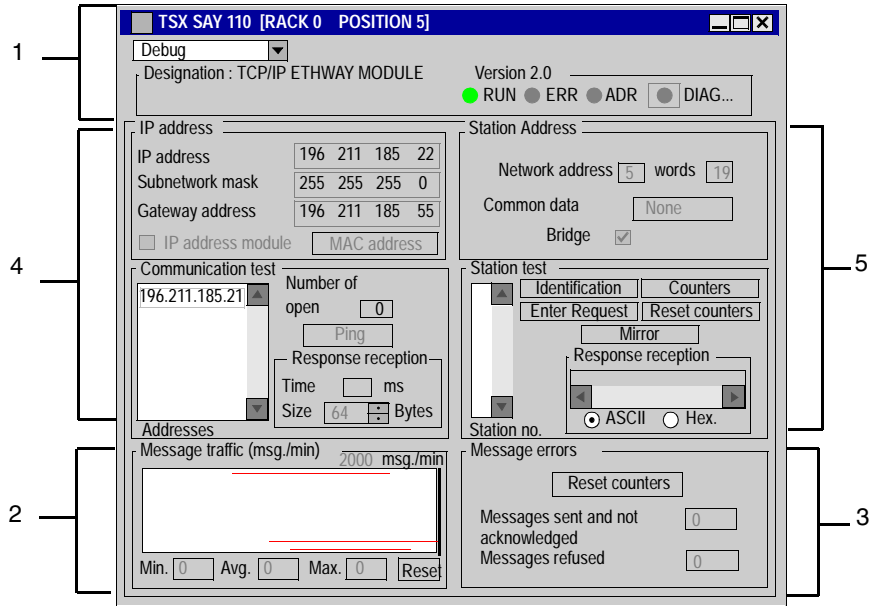 TSX SAY 110 [RACK 0 POSITION 5]
1
Debug
Designation : TCP/IP ETHWAY MODULE
Version 2.0
RUN ERR ADR DIAG...
4
IP address
IP address 196 211 185 22
Subnetwork mask 255 255 255 0
Gateway address 196 211 185 55
IP address module MAC address
Station Address
Network address 5 words 19
Common data None
Bridge
5
Communication test
196.211.185.21
Number of
open 0
Ping
Response reception
Time ms
Size 64 Bytes
Addresses
Station test
Identification Counters
Enter Request Reset counters
Mirror
Response reception
ASCII Hex.
Station no.
2
Message traffic (msg./min) 2000 msg./min
Min. 0 Avg. 0 Max. 0 Reset
Message errors
Reset counters
Messages sent and not
acknowledged 0
Messages refused 0
3